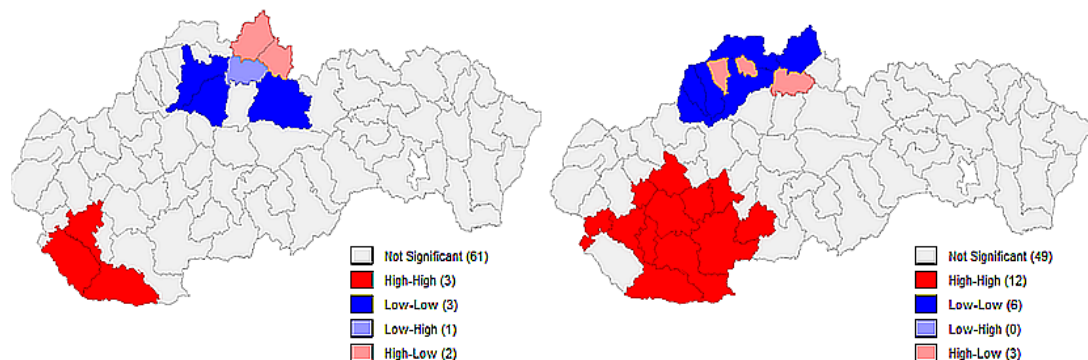 Not Significant (61)
High-High (3)
Low-Low (3)
Low-High (1)
High-Low (2)
Not Significant (49)
High-High (12)
Low-Low (6)
Low-High (0)
High-Low (3)